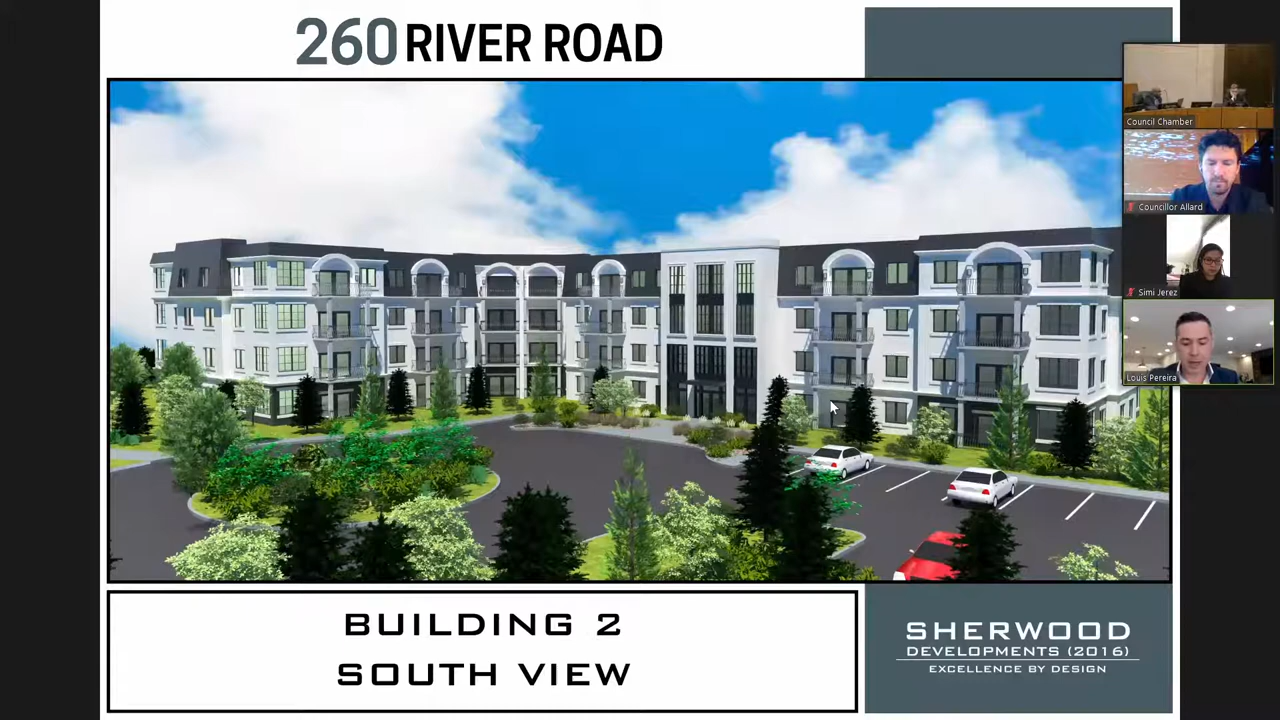 260 RIVER ROAD
Council Chamber
Councillor Allard
Simi Jerez
Louis Pereira
BUILDING 2
SOUTH VIEW
SHERWOOD
DEVELOPMENTS (2016)
EXCELLENCE BY DESIGN